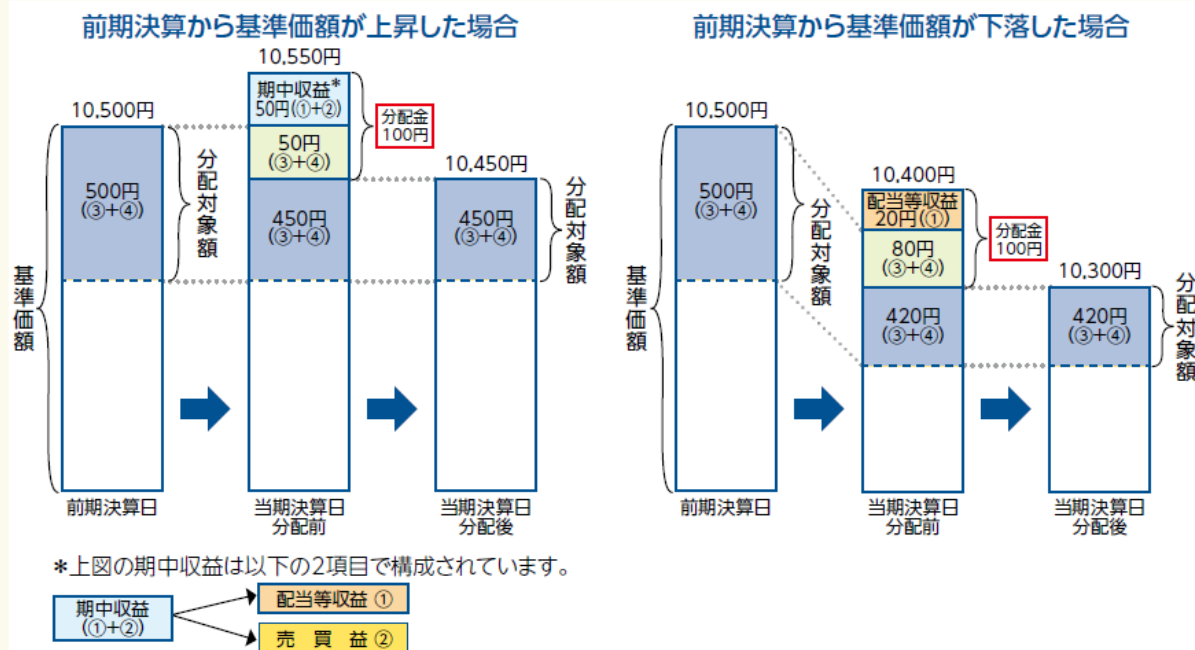 前期決算から基準価額が上昇した場合
10,500円
500円
(③+④)
分配対象額
基準価額
前期決算日
10,550円
期中収益*
50円(①+②)
50円
(③+④)
450円
(③+④)
分配金
100円
当期決算日
分配前
10,450円
450円
(③+④)
分配対象額
当期決算日
分配後
*上図の期中収益は以下の2項目で構成されています。
期中収益
(①+②)
配当等収益 ①
売 買 益 ②
前期決算から基準価額が下落した場合
10,500円
500円
(③+④)
分配対象額
基準価額
前期決算日
10,400円
配当等収益
20円(①)
80円
(③+④)
420円
(③+④)
分配金
100円
当期決算日
分配前
10,300円
420円
(③+④)
分配対象額
当期決算日
分配後